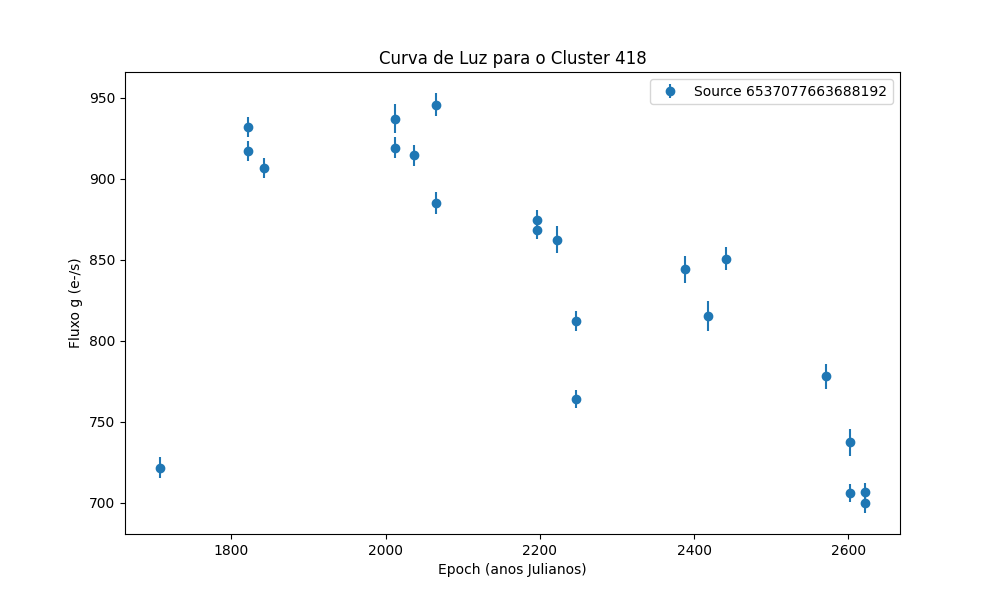 Curva de Luz para o Cluster 418
Source 6537077663688192
950
900
850
800
750
700
Fluxo g (e-/s)
1800 2000 2200 2400 2600
Epoch (anos Julianos)